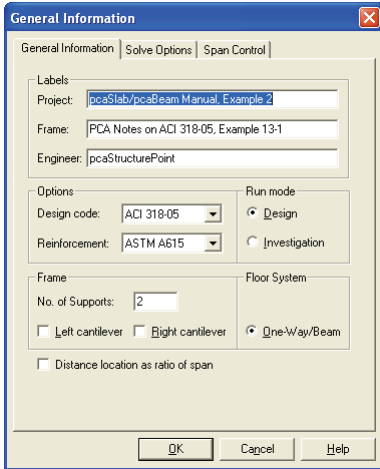 General Information
General Information Solve Options Span Control
Labels
Project: pcaSlab/pcaBeam Manual, Example 2
Frame: PCA Notes on ACI 318-05, Example 13-1
Engineer: pcaStructurePoint
Options Run mode
Design code: ACI 318-05 Design
Reinforcement: ASTM A615 Investigation
Frame Floor System
No. of Supports: 2
Left cantilever Right cantilever One-Way/Beam
Distance location as ratio of span
OK Cancel Help